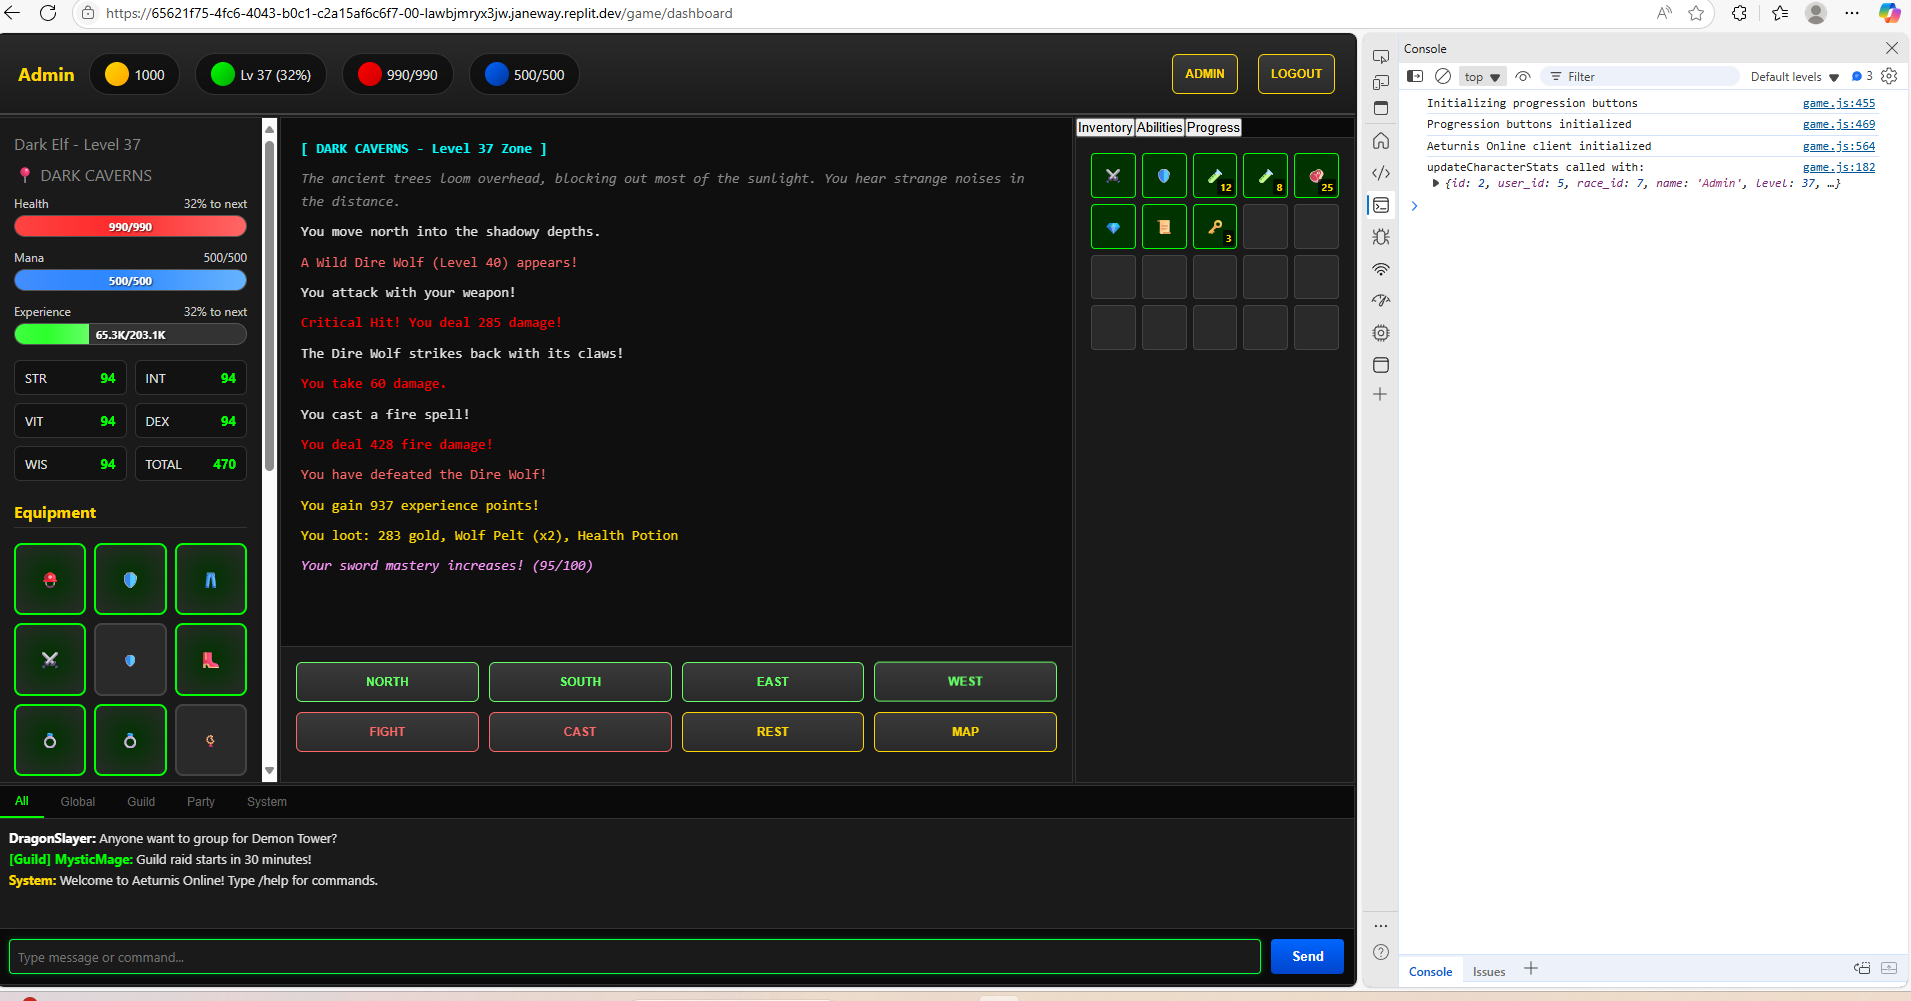 https://65621f75-4fc6-4043-b0c1-c2a15af6c6f7-00-lawbjmryx3jw.janeway.replit.dev/game/dashboard
Admin
1000
Lv 37 (32%)
990/990
500/500
ADMIN
LOGOUT
Dark Elf - Level 37
DARK CAVERNS
Health 32% to next
990/990
Mana 500/500
500/500
Experience 32% to next
65.3K/203.1K
STR 94 INT 94
VIT 94 DEX 94
WIS 94 TOTAL 470
Equipment
[ DARK CAVERNS - Level 37 Zone ]
The ancient trees loom overhead, blocking out most of the sunlight. You hear strange noises in
the distance.
You move north into the shadowy depths.
A Wild Dire Wolf (Level 40) appears!
You attack with your weapon!
Critical Hit! You deal 285 damage!
The Dire Wolf strikes back with its claws!
You take 60 damage.
You cast a fire spell!
You deal 428 fire damage!
You have defeated the Dire Wolf!
You gain 937 experience points!
You loot: 283 gold, Wolf Pelt (x2), Health Potion
Your sword mastery increases! (95/100)
NORTH SOUTH EAST WEST
FIGHT CAST REST MAP
Inventory Abilities Progress
12 8 25
3
All Global Guild Party System
DragonSlayer: Anyone want to group for Demon Tower?
[Guild] MysticMage: Guild raid starts in 30 minutes!
System: Welcome to Aeturnis Online! Type /help for commands.
Type message or command...
Send
Console
top Filter Default levels 3
Initializing progression buttons game.js:455
Progression buttons initialized game.js:469
Aeturnis Online client initialized game.js:564
updateCharacterStats called with: game.js:182
{id: 2, user_id: 5, race_id: 7, name: 'Admin', level: 37, …}
Console Issues